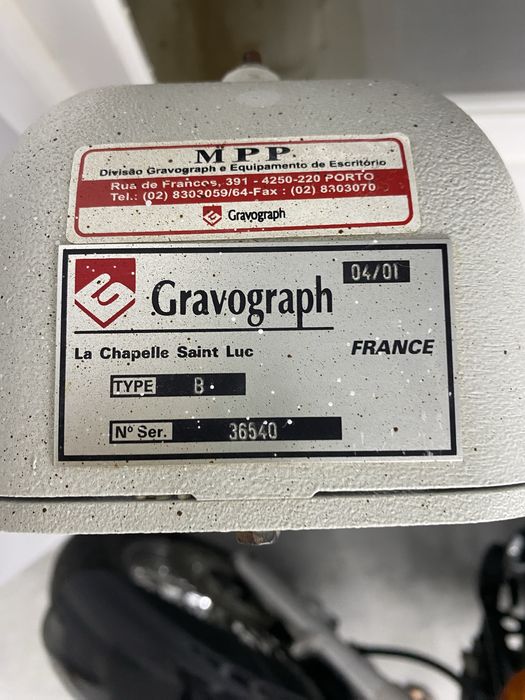 MPP
Divisão Gravograph e Equipamento de Escritório
Rua de Francos, 391 - 4250-220 PORTO
Tel.: (02) 8303059/64-Fax : (02) 8303070
Gravograph
04/01
Gravograph
La Chapelle Saint Luc FRANCE
TYPE B
Nº Ser. 36540